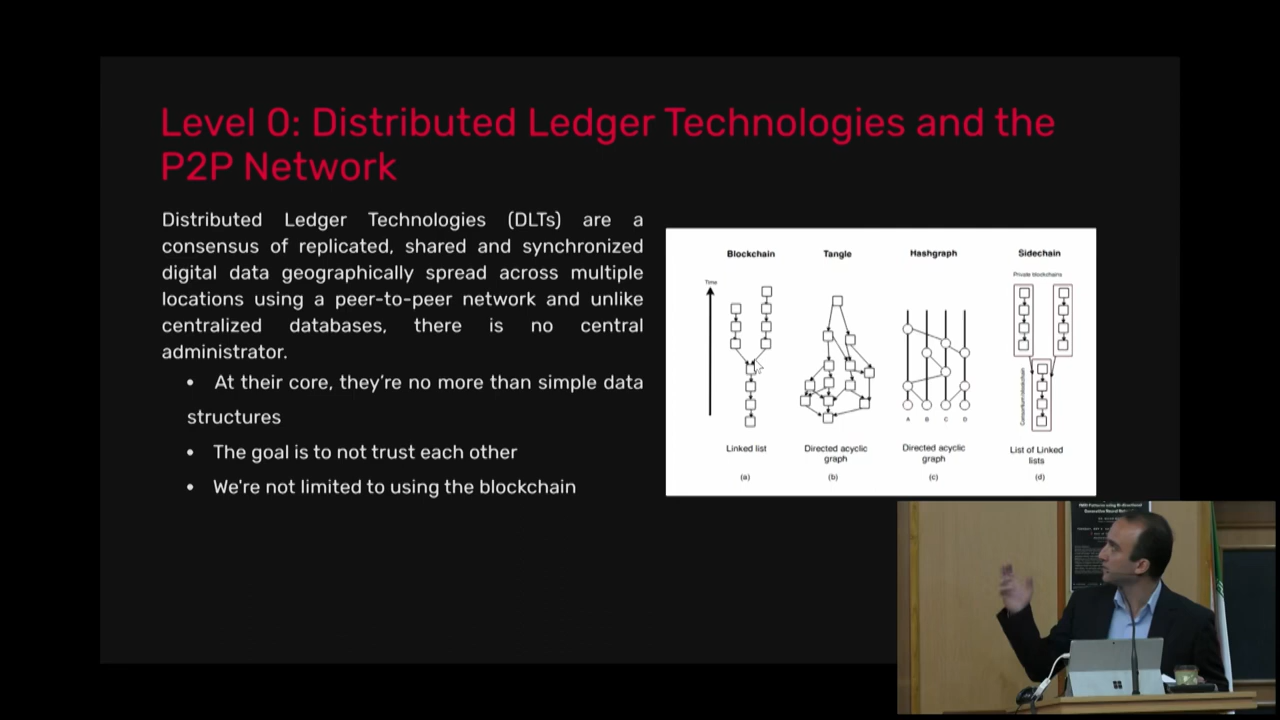 Level 0: Distributed Ledger Technologies and the
P2P Network
Distributed Ledger Technologies (DLTs) are a
consensus of replicated, shared and synchronized
digital data geographically spread across multiple
locations using a peer-to-peer network and unlike
centralized databases, there is no central
administrator.
• At their core, they're no more than simple data
structures
• The goal is to not trust each other
• We're not limited to using the blockchain
Blockchain Tangle Hashgraph Sidechain
Private blockchains
Time
Consortium blockchain
A B C D
Linked list
Directed acyclic
graph
Directed acyclic
graph
List of Linked
lists
(a) (b) (c) (d)